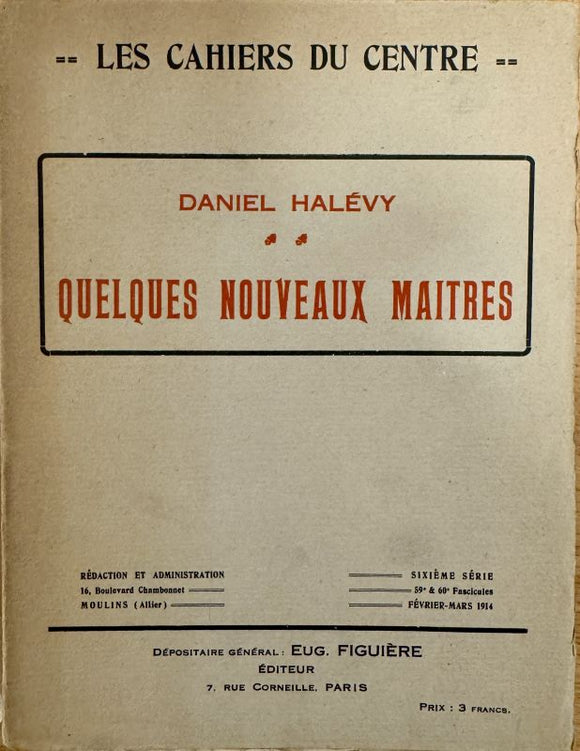 == LES CAHIERS DU CENTRE ==
DANIEL HALÉVY
QUELQUES NOUVEAUX MAITRES
RÉDACTION ET ADMINISTRATION
16, Boulevard Chambonnet
MOULINS (Allier)
SIXIÈME SÉRIE
59e & 60e Fascicules
FÉVRIER-MARS 1914
DÉPOSITAIRE GÉNÉRAL: EUG. FIGUIÈRE
ÉDITEUR
7, RUE CORNEILLE. PARIS
PRIX : 3 FRANCS.